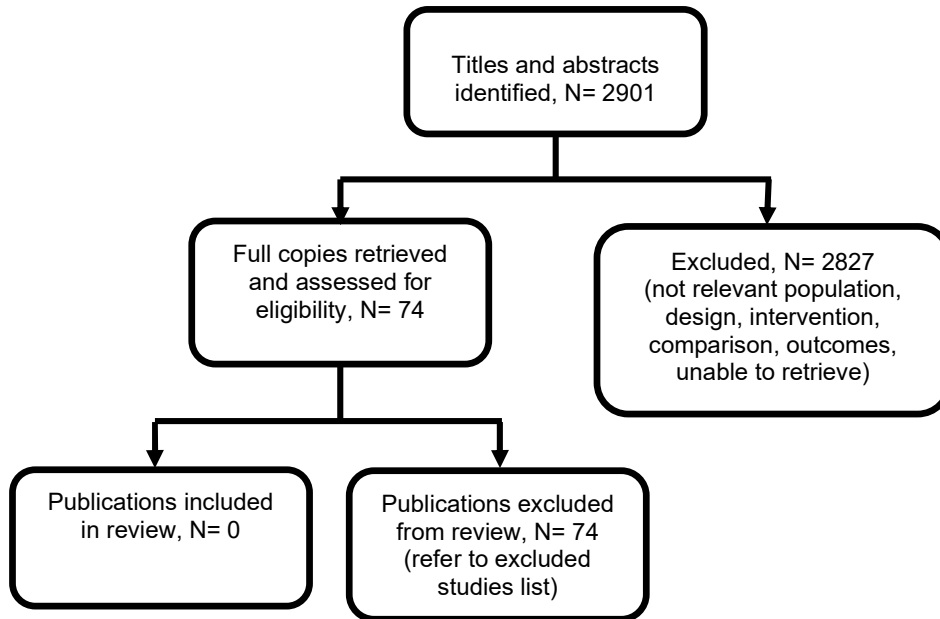 Titles and abstracts
identified, N= 2901
Full copies retrieved
and assessed for
eligibility, N= 74
Excluded, N= 2827
(not relevant population,
design, intervention,
comparison, outcomes,
unable to retrieve)
Publications included
in review, N= 0
Publications excluded
from review, N= 74
(refer to excluded
studies list)